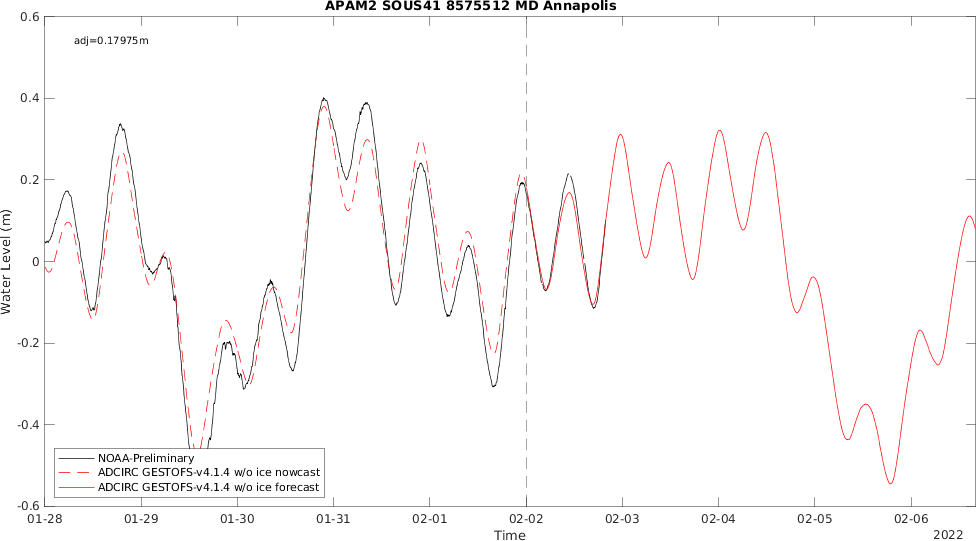 APAM2 SOUS41 8575512 MD Annapolis
0.6
adj=0.17975m
0.4
0.2
0
-0.2
-0.4
-0.6
Water Level (m)
NOAA-Preliminary
ADCIRC GESTOFS-v4.1.4 w/o ice nowcast
ADCIRC GESTOFS-v4.1.4 w/o ice forecast
01-28 01-29 01-30 01-31 02-01 02-02 02-03 02-04 02-05 02-06
Time
2022